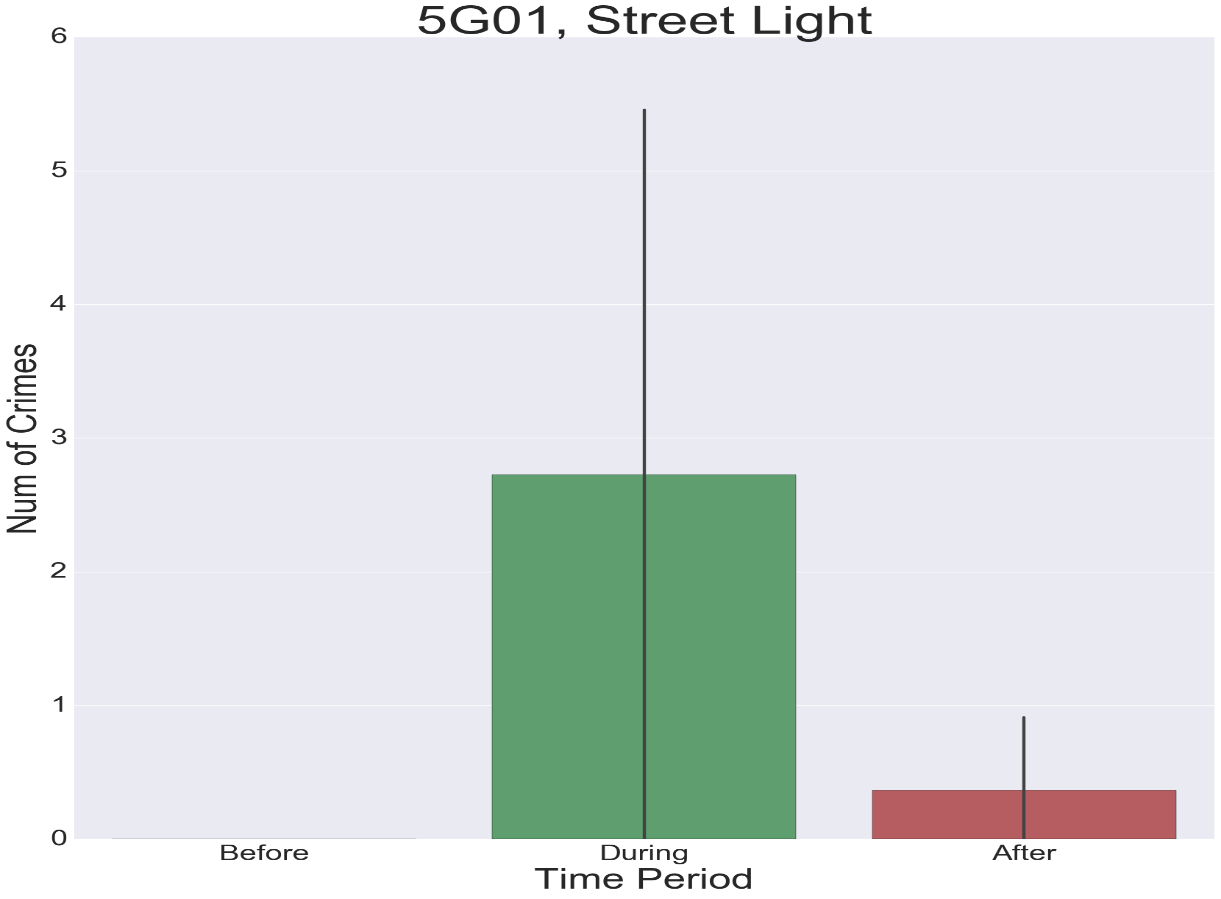 5G01, Street Light
6
5
4
3
2
1
0
Num of Crimes
Before During After
Time Period